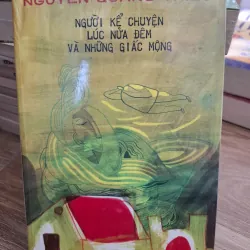 NGUYỄN QUANG
NGƯỜI KỂ CHUYỆN
LÚC NỬA ĐÊM
VÀ NHỮNG GIẤC MỘNG